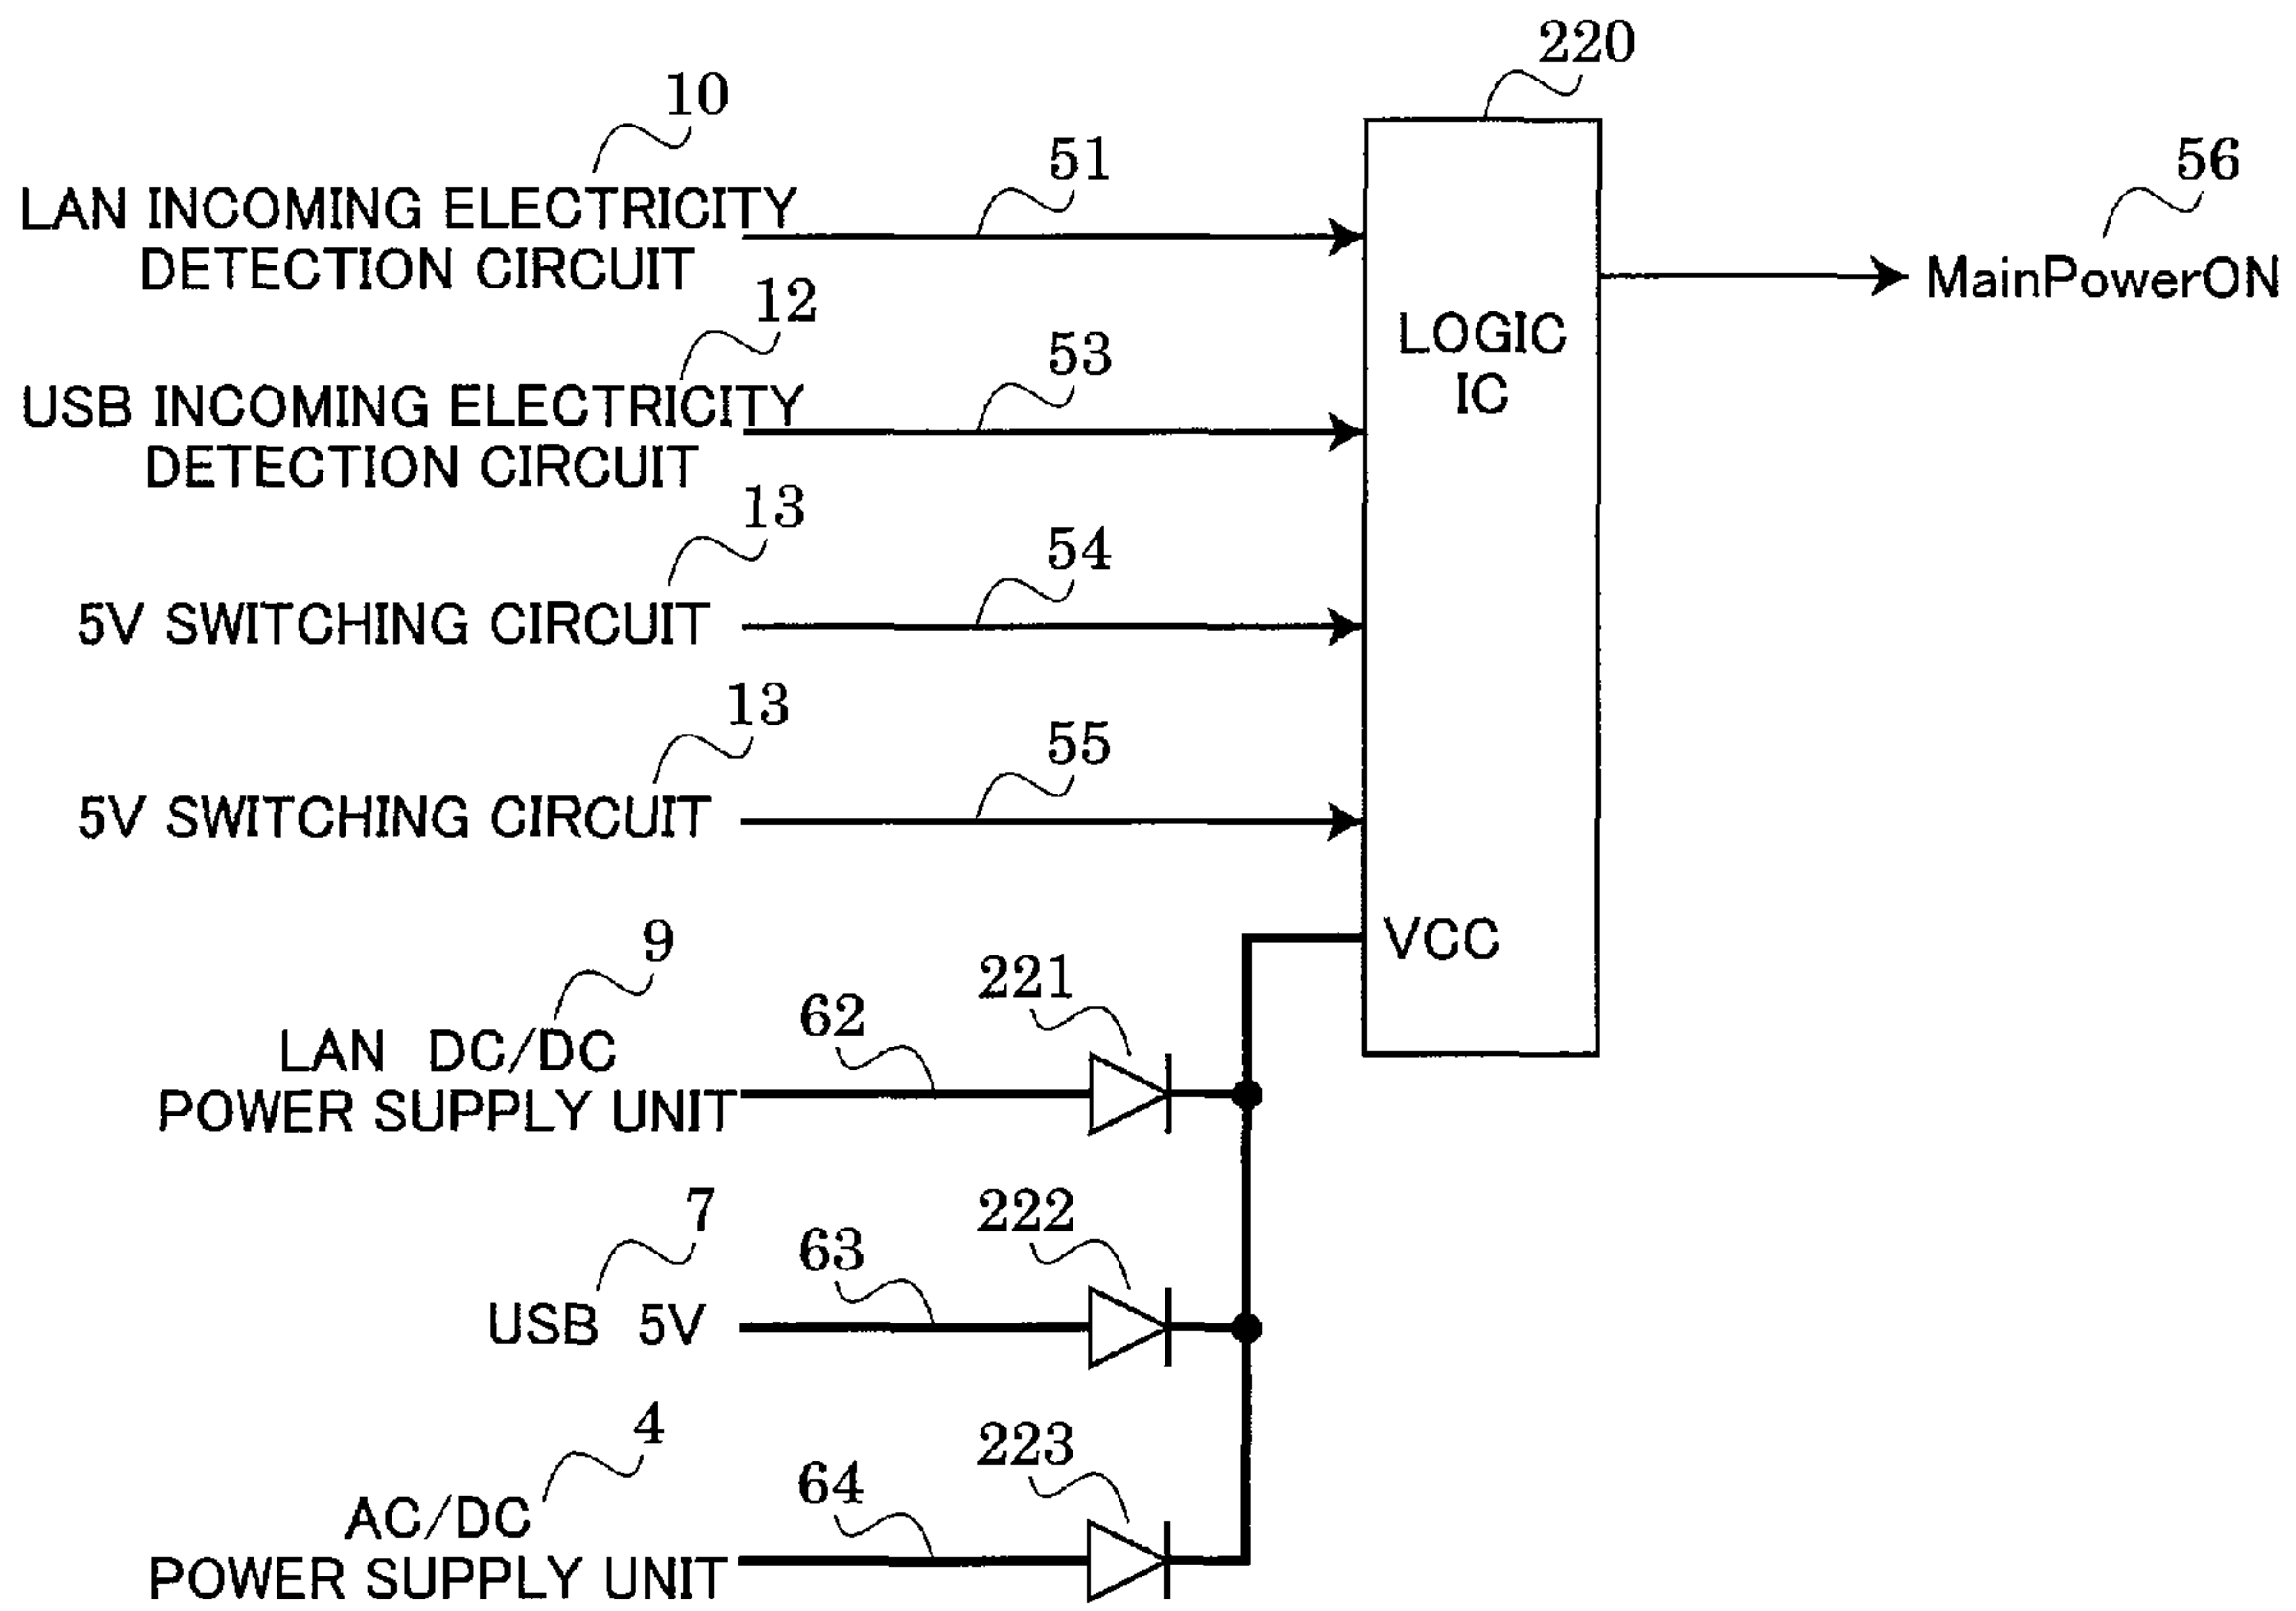 220
10
51
56
LAN INCOMING ELECTRICITY
DETECTION CIRCUIT
MainPowerON
12
53
LOGIC
IC
USB INCOMING ELECTRICITY
DETECTION CIRCUIT
13
54
5V SWITCHING CIRCUIT
13
55
5V SWITCHING CIRCUIT
VCC
9
62
221
LAN DC/DC
POWER SUPPLY UNIT
7
63
222
USB 5V
4
64
223
AC/DC
POWER SUPPLY UNIT